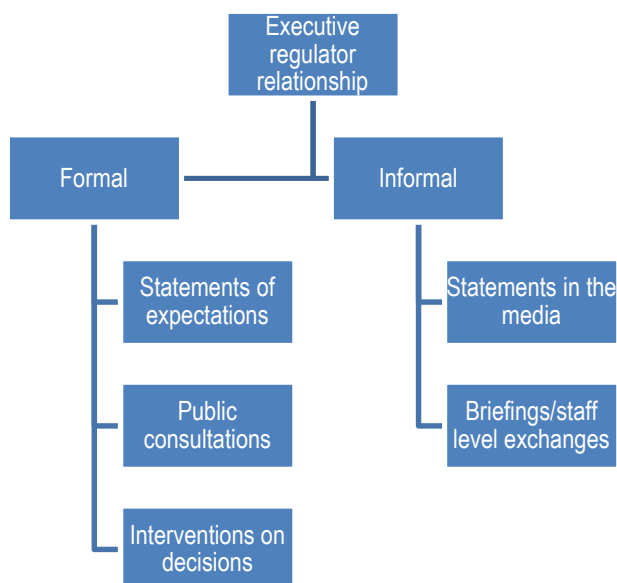 Executive
regulator
relationship
Formal
Informal
Statements of
expectations
Public
consultations
Interventions on
decisions
Statements in the
media
Briefings/staff
level exchanges